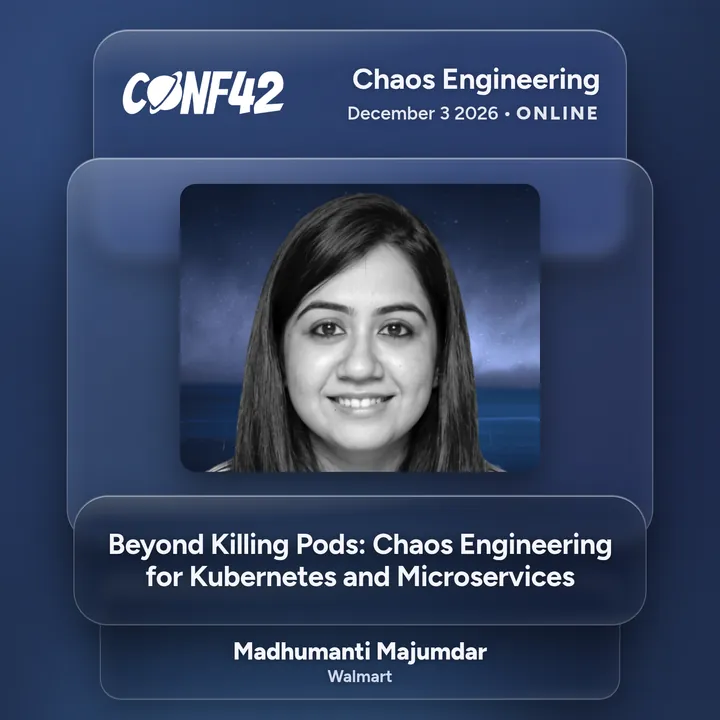 CONF42
Chaos Engineering
December 3 2026 • ONLINE
Beyond Killing Pods: Chaos Engineering
for Kubernetes and Microservices
Madhumanti Majumdar
Walmart